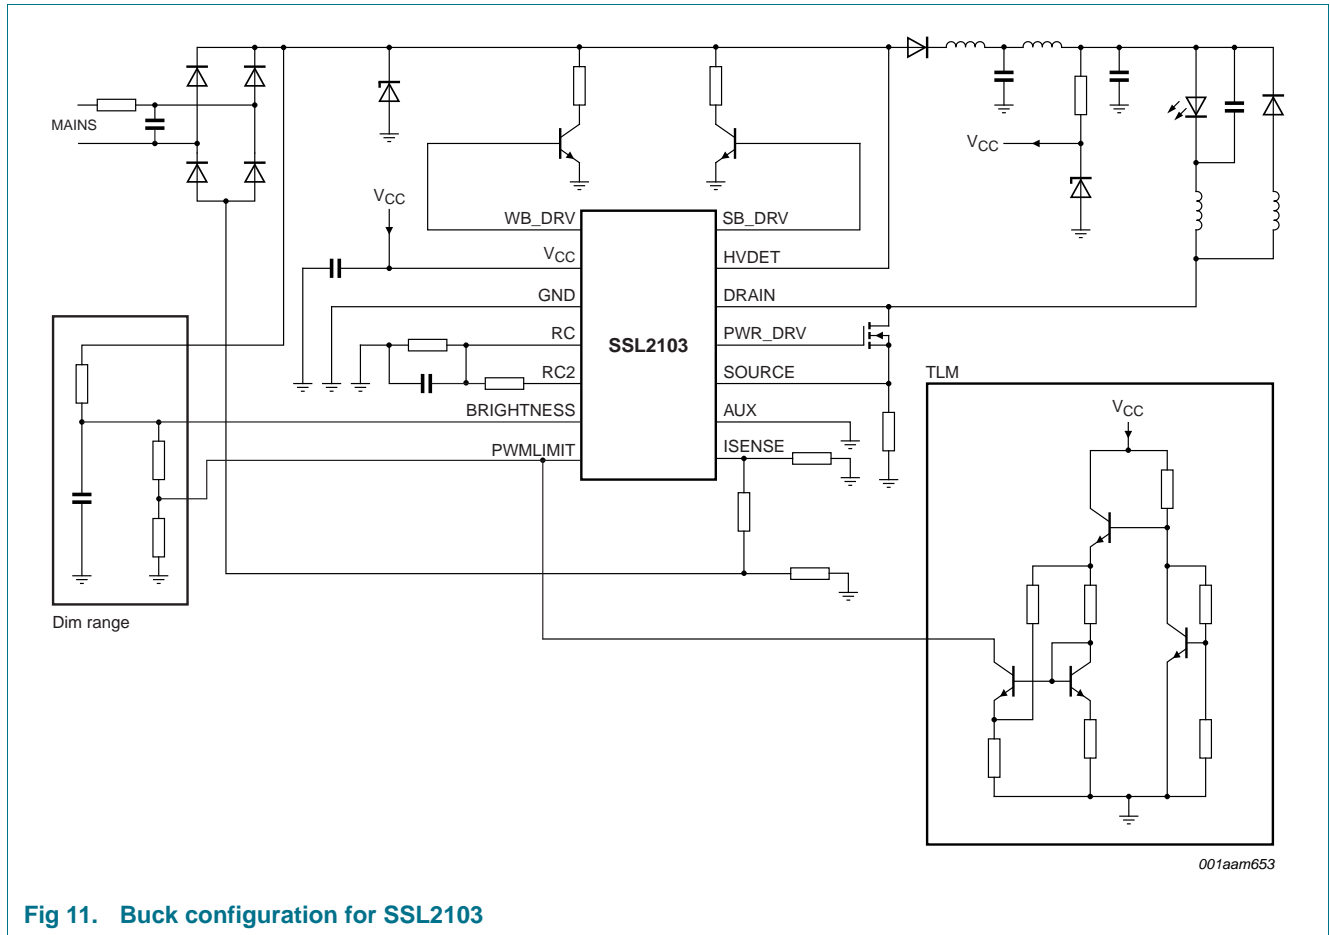 MAINS
VCC
VCC
WB_DRV
SB_DRV
VCC
HVDET
GND
DRAIN
RC
SSL2103
PWR_DRV
RC2
SOURCE
TLM
BRIGHTNESS
AUX
VCC
PWMLIMIT
ISENSE
Dim range
001aam653
Fig 11. Buck configuration for SSL2103